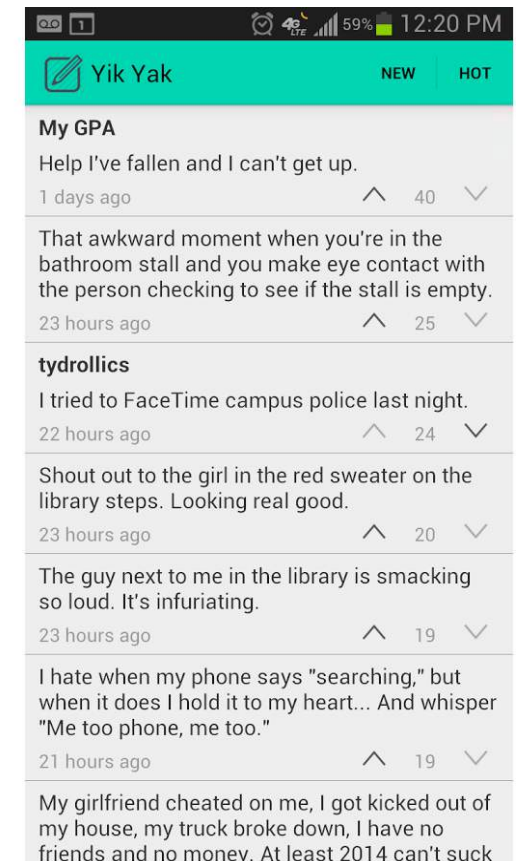 1 4G LTE 59% 12:20 PM
Yik Yak NEW HOT
My GPA
Help I've fallen and I can't get up.
1 days ago 40
That awkward moment when you're in the
bathroom stall and you make eye contact with
the person checking to see if the stall is empty.
23 hours ago 25
tydrollics
I tried to FaceTime campus police last night.
22 hours ago 24
Shout out to the girl in the red sweater on the
library steps. Looking real good.
23 hours ago 20
The guy next to me in the library is smacking
so loud. It's infuriating.
23 hours ago 19
I hate when my phone says "searching," but
when it does I hold it to my heart... And whisper
"Me too phone, me too."
21 hours ago 19
My girlfriend cheated on me, I got kicked out of
my house, my truck broke down, I have no
friends and no money. At least 2014 can't suck